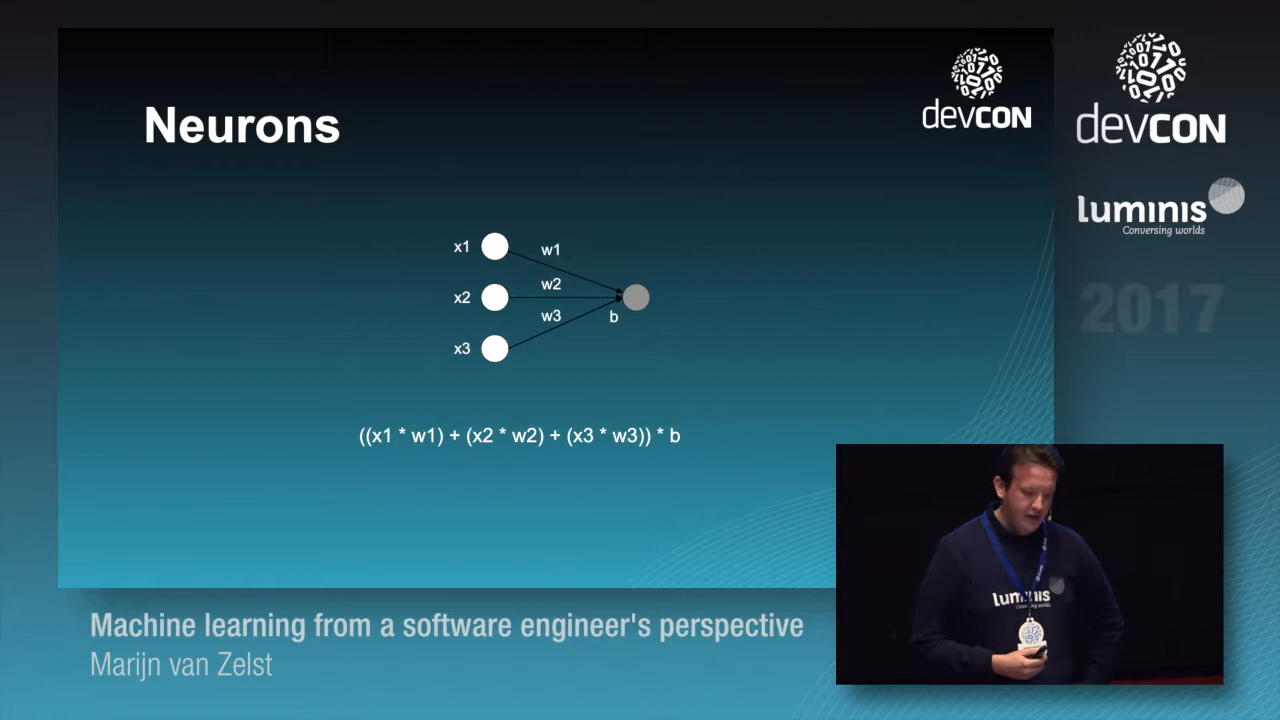 Neurons
devcon
devcon
luminis
Conversing worlds
2017
x1
w1
w2
x2
w3
b
x3
((x1 * w1) + (x2 * w2) + (x3 * w3)) * b
luminis
Machine learning from a software engineer's perspective
Marijn van Zelst